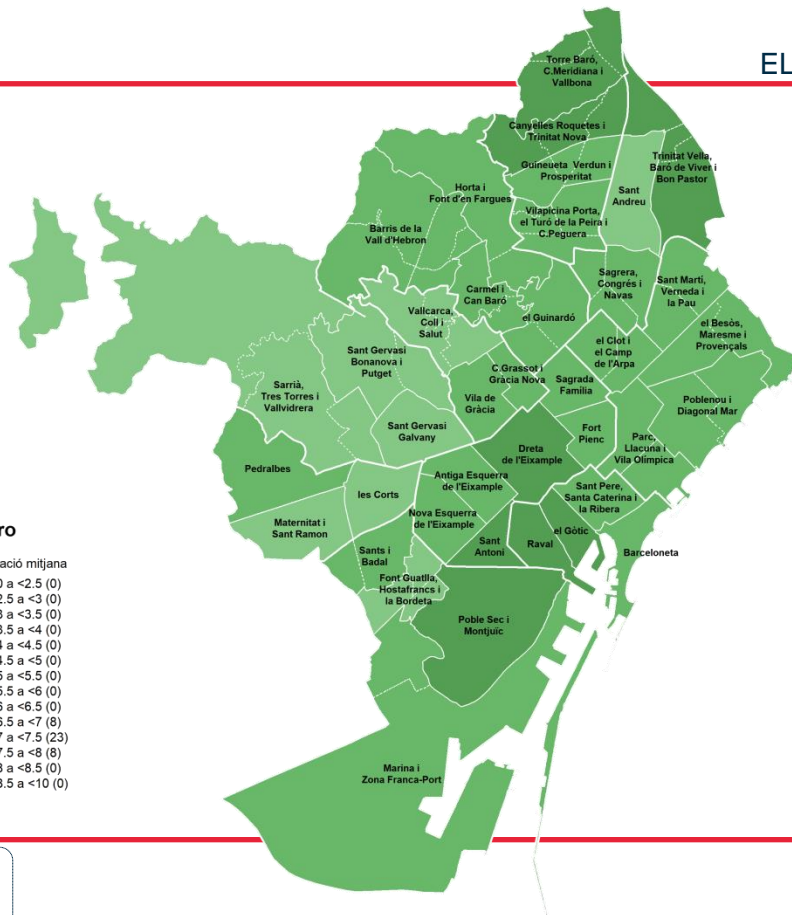 EL
Torre Baró,
C.Meridiana i
Vallbona
Canyelles Roquetes i
Trinitat Nova
Guineueta Verdun i
Prosperitat
Trinitat Vella,
Baró de Viver i
Bon Pastor
Sant
Andreu
Horta i
Font d'en Fargues
Vilapicina Porta,
el Turó de la Peira i
C.Peguera
Barris de la
Vall d'Hebron
Sagrera,
Congrés i
Navas
Sant Martí,
Verneda i
la Pau
Carmel i
Can Baró
Vallcarca,
Coll i
Salut
el Guinardó
el Besòs,
Maresme i
Provençals
el Clot i
el Camp
de l'Arpa
Sant Gervasi
Bonanova i
Putget
C.Grassot i
Gràcia Nova
Sagrada
Família
Sarrià,
Tres Torres i
Vallvidrera
Vila de
Gràcia
Poblenou i
Diagonal Mar
Sant Gervasi
Galvany
Fort
Pienc
Parc,
Llacuna i
Vila Olímpica
Dreta
de l'Eixample
Pedralbes
Antiga Esquerra
de l'Eixample
Sant Pere,
Santa Caterina i
la Ribera
les Corts
Nova Esquerra
de l'Eixample
Maternitat i
Sant Ramon
el Gòtic
Sant
Antoni
Raval
Barceloneta
Sants i
Badal
Font Guatlla,
Hostafrancs i
la Bordeta
Poble Sec i
Montjuïc
Marina i
Zona Franca-Port
ro
ació mitjana
0 a <2.5 (0)
2.5 a <3 (0)
3 a <3.5 (0)
3.5 a <4 (0)
4 a <4.5 (0)
4.5 a <5 (0)
5 a <5.5 (0)
5.5 a <6 (0)
6 a <6.5 (0)
6.5 a <7 (8)
7 a <7.5 (23)
7.5 a <8 (8)
8 a <8.5 (0)
8.5 a <10 (0)